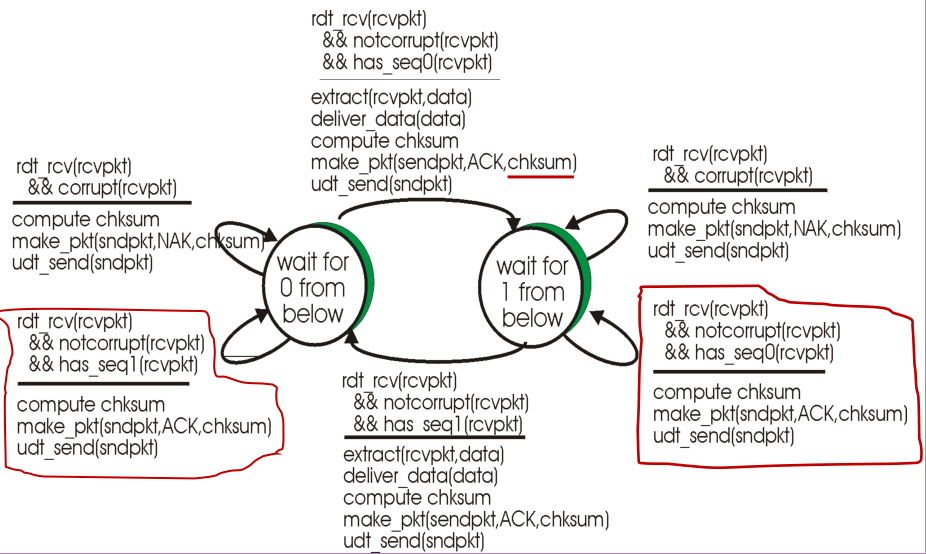 rdt_rcv(rcvpkt)
&& notcorrupt(rcvpkt)
&& has_seq0(rcvpkt)
extract(rcvpkt,data)
deliver_data(data)
compute chksum
make_pkt(sendpkt,ACK,chksum)
udt_send(sndpkt)
rdt_rcv(rcvpkt)
&& corrupt(rcvpkt)
compute chksum
make_pkt(sndpkt,NAK,chksum)
udt_send(sndpkt)
rdt_rcv(rcvpkt)
&& corrupt(rcvpkt)
compute chksum
make_pkt(sndpkt,NAK,chksum)
udt_send(sndpkt)
wait for
0 from
below
wait for
1 from
below
rdt_rcv(rcvpkt)
&& notcorrupt(rcvpkt)
&& has_seq1(rcvpkt)
compute chksum
make_pkt(sndpkt,ACK,chksum)
udt_send(sndpkt)
rdt_rcv(rcvpkt)
&& notcorrupt(rcvpkt)
&& has_seq0(rcvpkt)
compute chksum
make_pkt(sndpkt,ACK,chksum)
udt_send(sndpkt)
rdt_rcv(rcvpkt)
&& notcorrupt(rcvpkt)
&& has_seq1(rcvpkt)
extract(rcvpkt,data)
deliver_data(data)
compute chksum
make_pkt(sendpkt,ACK,chksum)
udt_send(sndpkt)